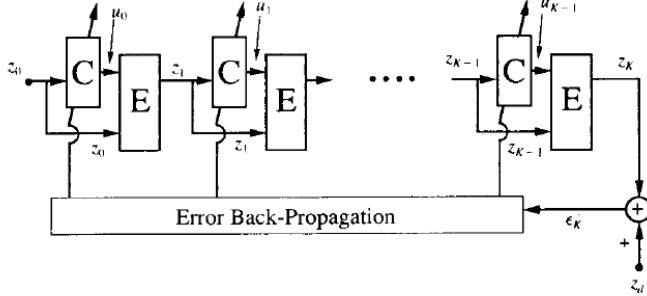 u₀
u₁
u_{K−1}
z₀
C
E
z₁
C
E
z_{K−1}
C
E
z_K
z₀
z₁
z_{K−1}
Error Back-Propagation
ϵ_K
+
+
z_d